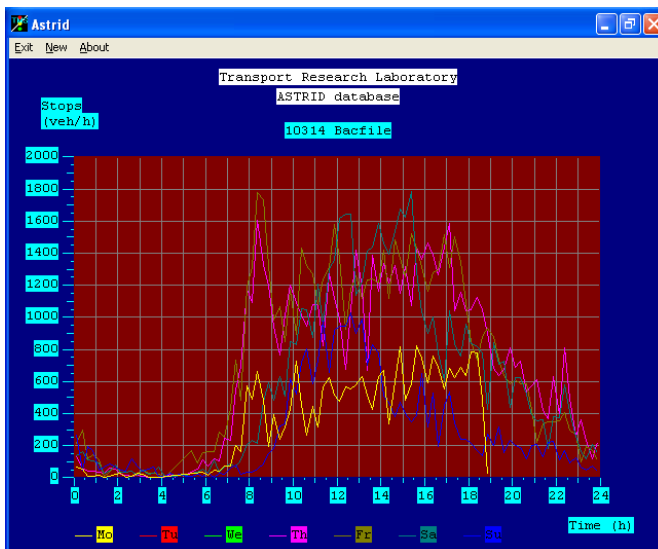 Astrid
Exit New About
Transport Research Laboratory
ASTRID database
Stops
(veh/h)
10314 Bacfile
2000
1800
1600
1400
1200
1000
800
600
400
200
0
0 2 4 6 8 10 12 14 16 18 20 22 24
Time (h)
Mo Tu We Th Fr Sa Su